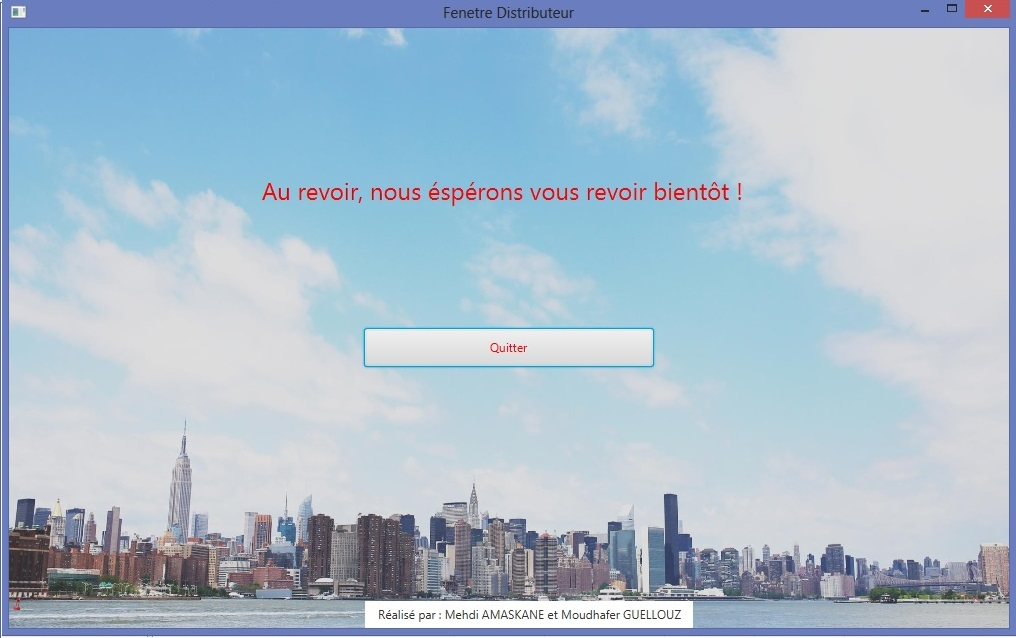 Fenetre Distributeur
Au revoir, nous éspérons vous revoir bientôt !
Quitter
Réalisé par : Mehdi AMASKANE et Moudhafer GUELLOUZ